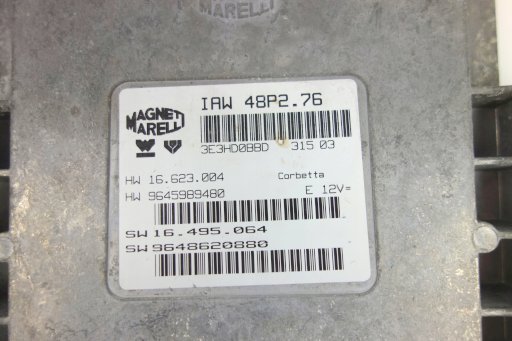 MARELLI
MAGNETI
MARELLI
IAW 48P2.76
3E3HD0BBD 315 03
HW 16.623.004 Corbetta
HW 9645989480 E 12V=
SW 16.495.064
SW 9648620880